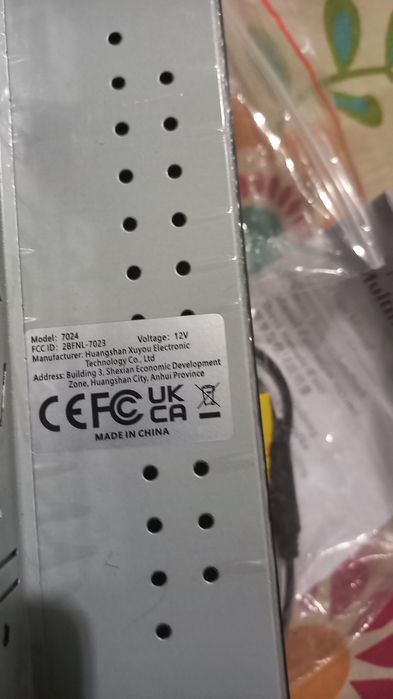 Model: 7024 Voltage: 12V
FCC ID: 2BFNL-7023
Manufacturer: Huangshan Xuyou Electronic
Technology Co., Ltd
Address: Building 3, Shexian Economic Development
Zone, Huangshan City, Anhui Province
CE FC UK
CA
MADE IN CHINA